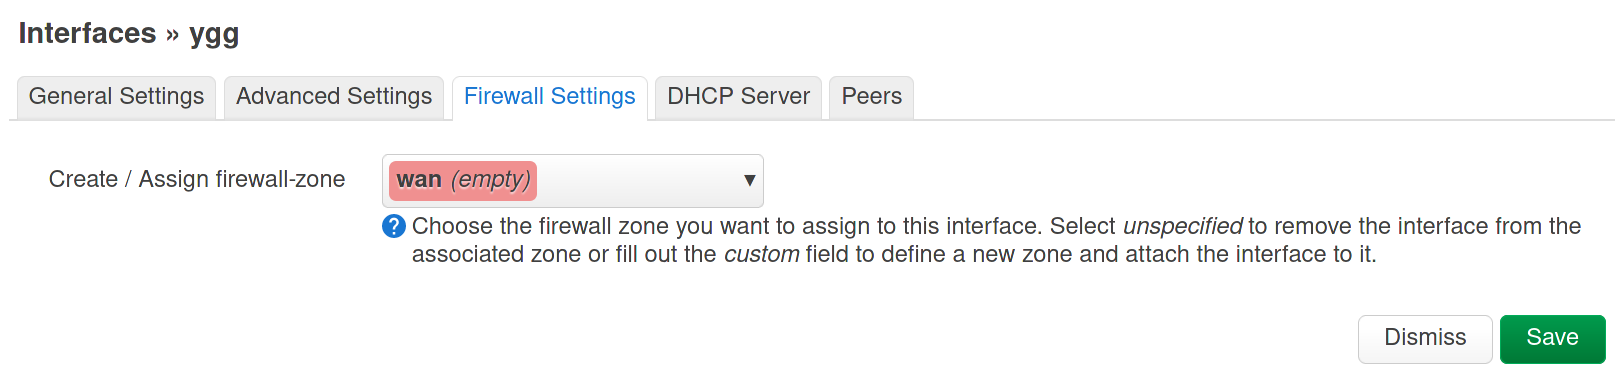 Interfaces » ygg
General Settings Advanced Settings Firewall Settings DHCP Server Peers
Create / Assign firewall-zone wan (empty) ▼
? Choose the firewall zone you want to assign to this interface. Select unspecified to remove the interface from the
associated zone or fill out the custom field to define a new zone and attach the interface to it.
Dismiss Save